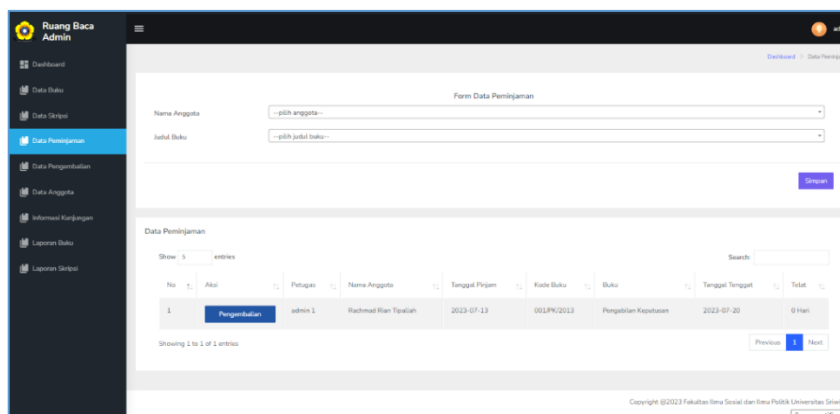 Ruang Baca
Admin
Dashboard > Data Peminja
Dashboard
Data Buku
Data Skripsi
Data Peminjaman
Data Pengembalian
Data Anggota
Informasi Kunjungan
Laporan Buku
Laporan Skripsi
Form Data Peminjaman
Nama Anggota --pilih anggota--
Judul Buku --pilih judul buku--
Simpan
Data Peminjaman
Show 5 entries Search:
No Aksi Petugas Nama Anggota Tanggal Pinjam Kode Buku Buku Tanggal Tenggat Telat
1 Pengembalian admin 1 Rachmad Rian Tipallah 2023-07-13 001/PK/2013 Pengabilan Keputusan 2023-07-20 0 Hari
Showing 1 to 1 of 1 entries Previous 1 Next
Copyright @2023 Fakultas Ilmu Sosial dan Ilmu Politik Universitas Sriwi